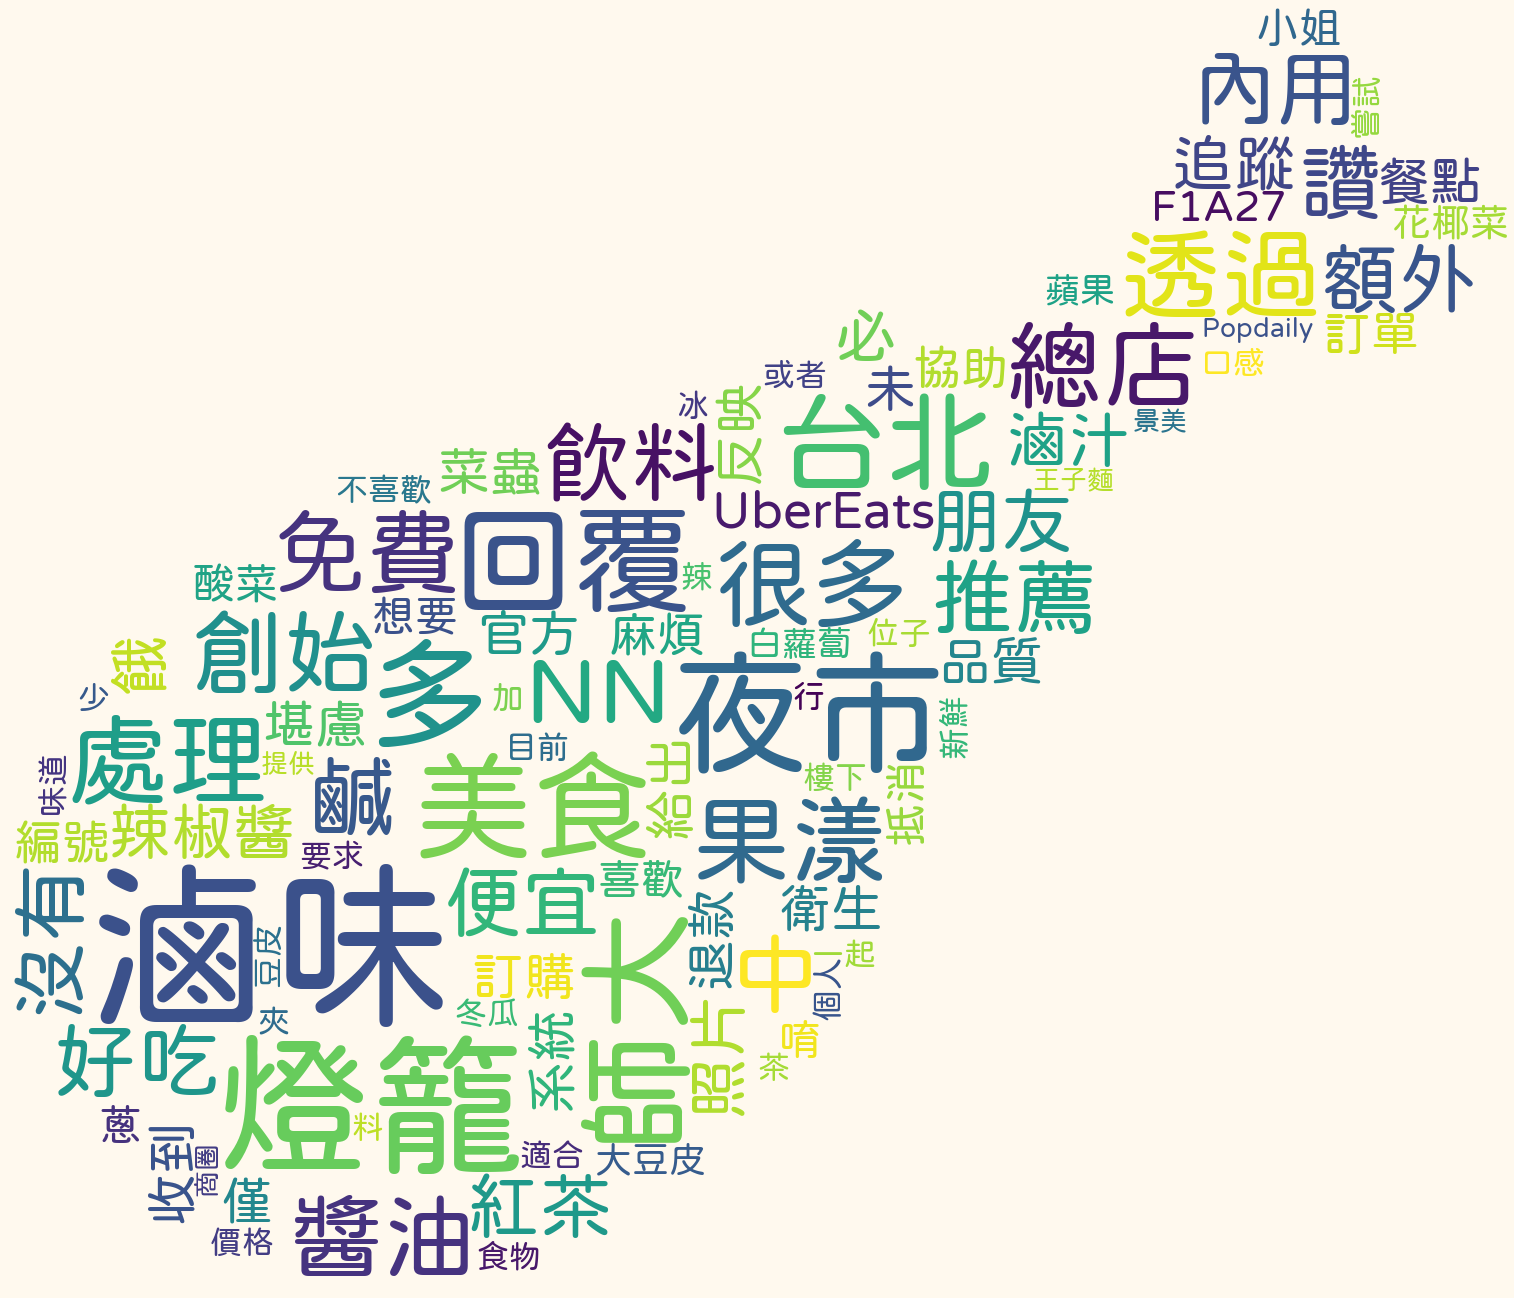 小姐
內用
嘗試
追蹤
讚
餐點
F1A27
花椰菜
透過
額外
蘋果
Popdaily
訂單
必
總店
口感
或者
未
協助
冰
反映
台北
滷汁
景美
飲料
菜蟲
王子麵
不喜歡
UberEats
朋友
免費
回覆
很多
辣
推薦
酸菜
想要
創始
官方
麻煩
白蘿蔔
位子
品質
餓
多
少
加
NN
夜市
行
新鮮
堪慮
處理
目前
給出
提供
味道
鹹
美食
樓下
抵消
辣椒醬
編號
果漾
要求
滷味
便宜
喜歡
衛生
沒有
豆皮
訂購
大師
退款
中
一起
個人
夾
冬瓜
好吃
系統
照片
唷
茶
燈籠
蔥
料
收到
商圈
適合
大豆皮
僅
紅茶
價格
醬油
食物